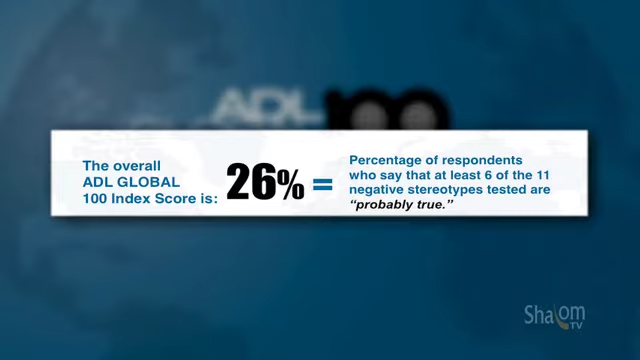 ADL 100
The overall
ADL GLOBAL
100 Index Score is:
26% =
Percentage of respondents
who say that at least 6 of the 11
negative stereotypes tested are
“probably true.”
Shalom
TV